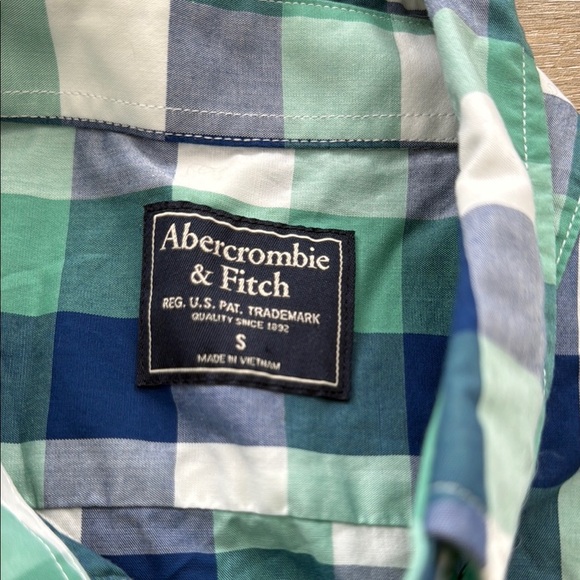 Abercrombie
& Fitch
REG. U.S. PAT. TRADEMARK
QUALITY SINCE 1892
S
MADE IN VIETNAM